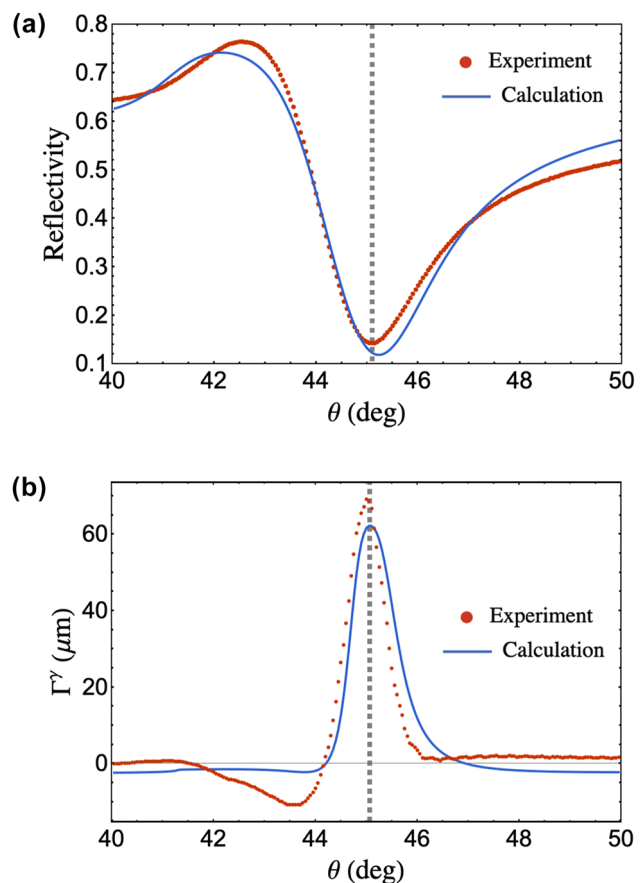 (a)
0.8
0.7
0.6
0.5
0.4
0.3
0.2
0.1
Reflectivity
Experiment
Calculation
40 42 44 46 48 50
θ (deg)
(b)
60
40
20
0
Γγ (μm)
Experiment
Calculation
40 42 44 46 48 50
θ (deg)